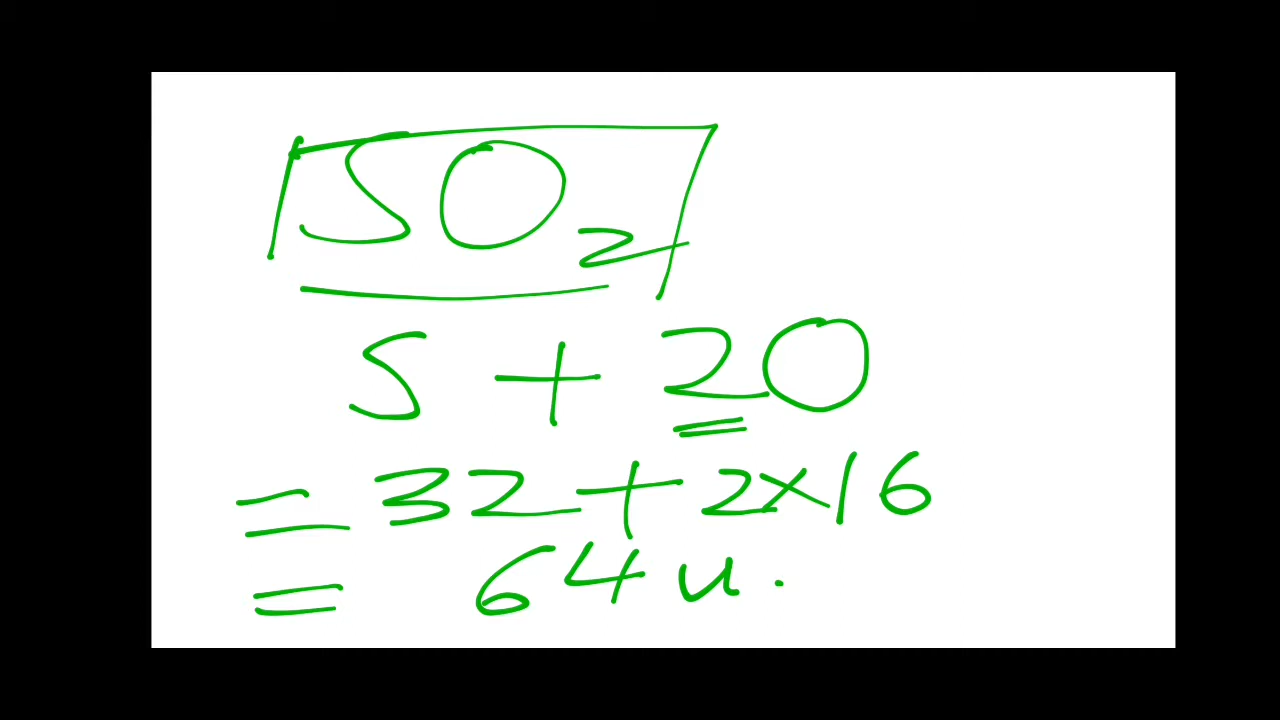 SO₂
S + 2O
= 32 + 2×16
= 64 u.